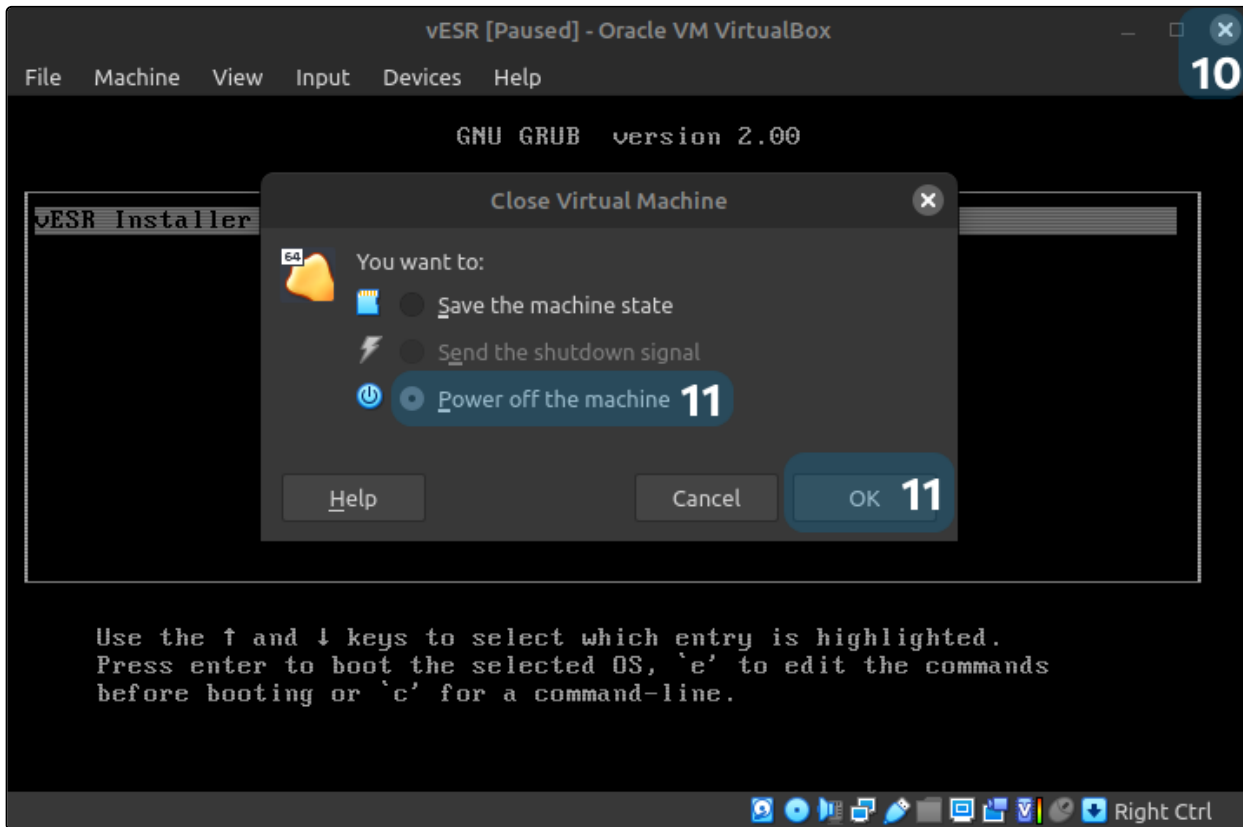 vESR [Paused] - Oracle VM VirtualBox
10
File Machine View Input Devices Help
GNU GRUB version 2.00
vESR Installer
Close Virtual Machine
64
You want to:
Save the machine state
Send the shutdown signal
Power off the machine 11
Help Cancel OK 11
Use the ↑ and ↓ keys to select which entry is highlighted.
Press enter to boot the selected OS, `e' to edit the commands
before booting or `c' for a command-line.
V
Right Ctrl